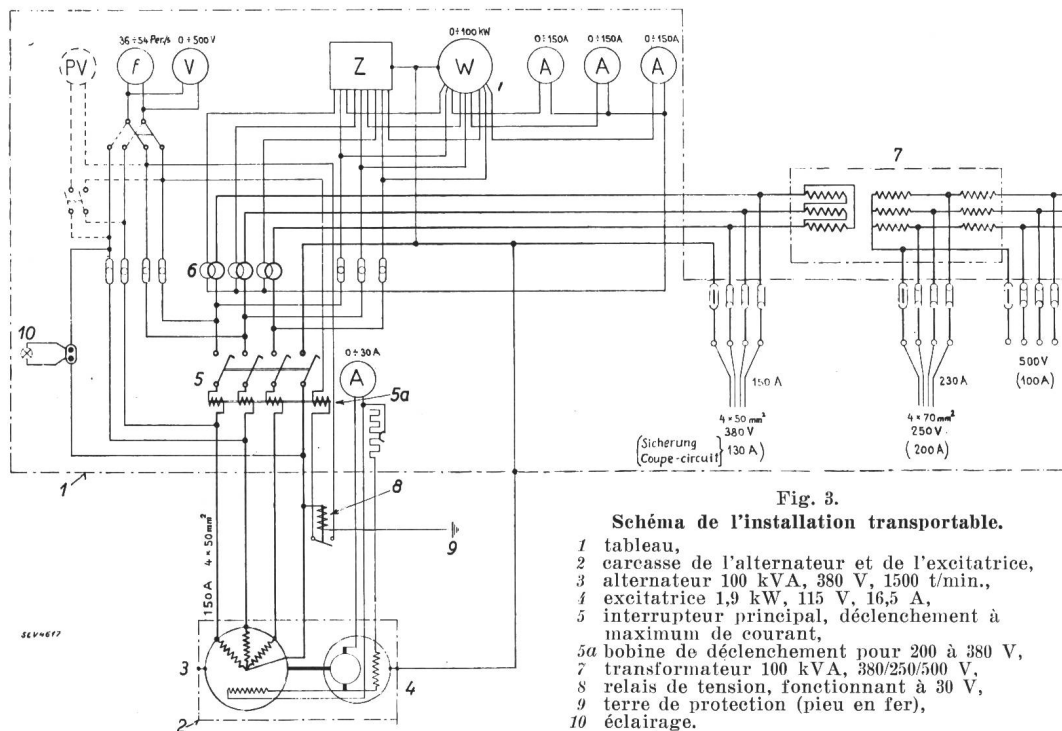 36÷54 Per./s 0÷500 V 0÷100 kW 0÷150A 0÷150A 0÷150A
PV f V Z W A A A
7
6
10
5
0÷30 A
A
5a
150 A
4×50 mm²
380 V
(Sicherung
Coupe-circuit} 130 A)
230 A
4×70 mm²
250 V
(200 A)
500 V
(100 A)
1
8
9
150 A 4×50 mm²
SEV4617
3
4
2
Fig. 3.
Schéma de l'installation transportable.
1 tableau,
2 carcasse de l'alternateur et de l'excitatrice,
3 alternateur 100 kVA, 380 V, 1500 t/min.,
4 excitatrice 1,9 kW, 115 V, 16,5 A,
5 interrupteur principal, déclenchement à
maximum de courant,
5a bobine de déclenchement pour 200 à 380 V,
7 transformateur 100 kVA, 380/250/500 V,
8 relais de tension, fonctionnant à 30 V,
9 terre de protection (pieu en fer),
10 éclairage.